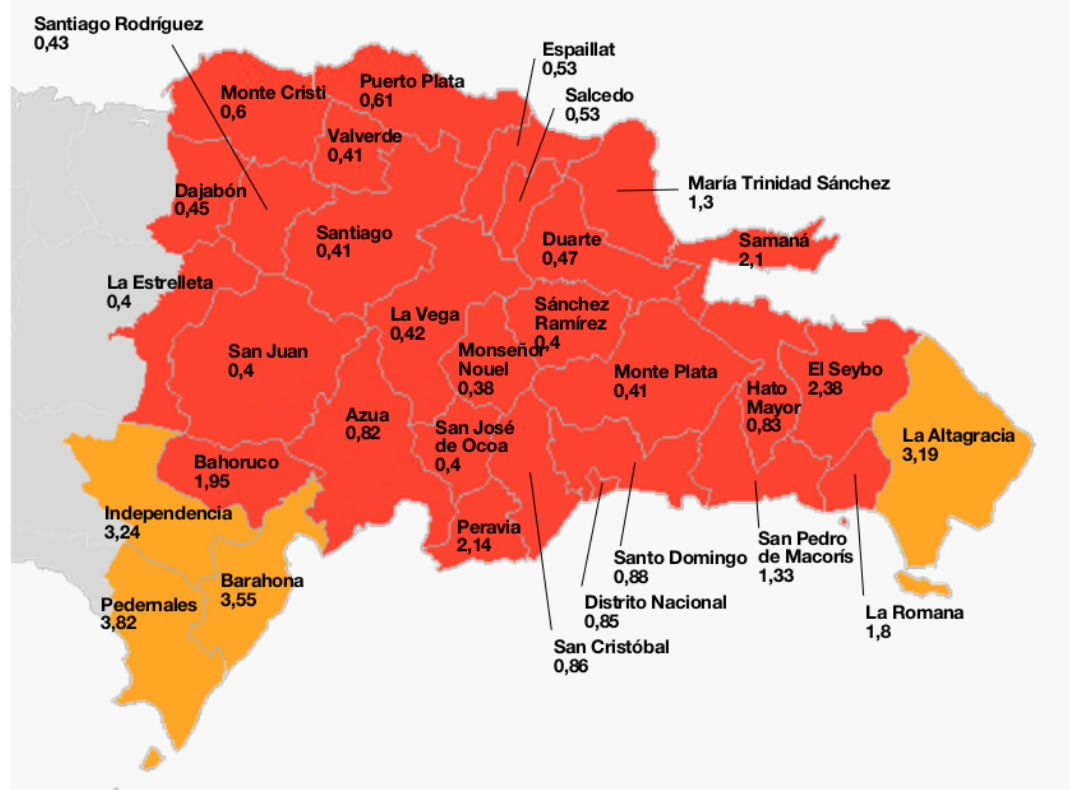 Santiago Rodríguez
0,43
Espaillat
0,53
Puerto Plata
0,61
Monte Cristi
0,6
Salcedo
0,53
Valverde
0,41
María Trinidad Sánchez
1,3
Dajabón
0,45
Santiago
0,41
Duarte
0,47
Samaná
2,1
La Estrelleta
0,4
Sánchez
Ramírez
0,4
La Vega
0,42
San Juan
0,4
Monseñor
Nouel
0,38
Monte Plata
0,41
El Seybo
2,38
Hato
Mayor
0,83
Azua
0,82
San José
de Ocoa
0,4
La Altagracia
3,19
Bahoruco
1,95
Independencia
3,24
Peravia
2,14
San Pedro
de Macorís
1,33
Santo Domingo
0,88
Barahona
3,55
Distrito Nacional
0,85
Pedernales
3,82
La Romana
1,8
San Cristóbal
0,86